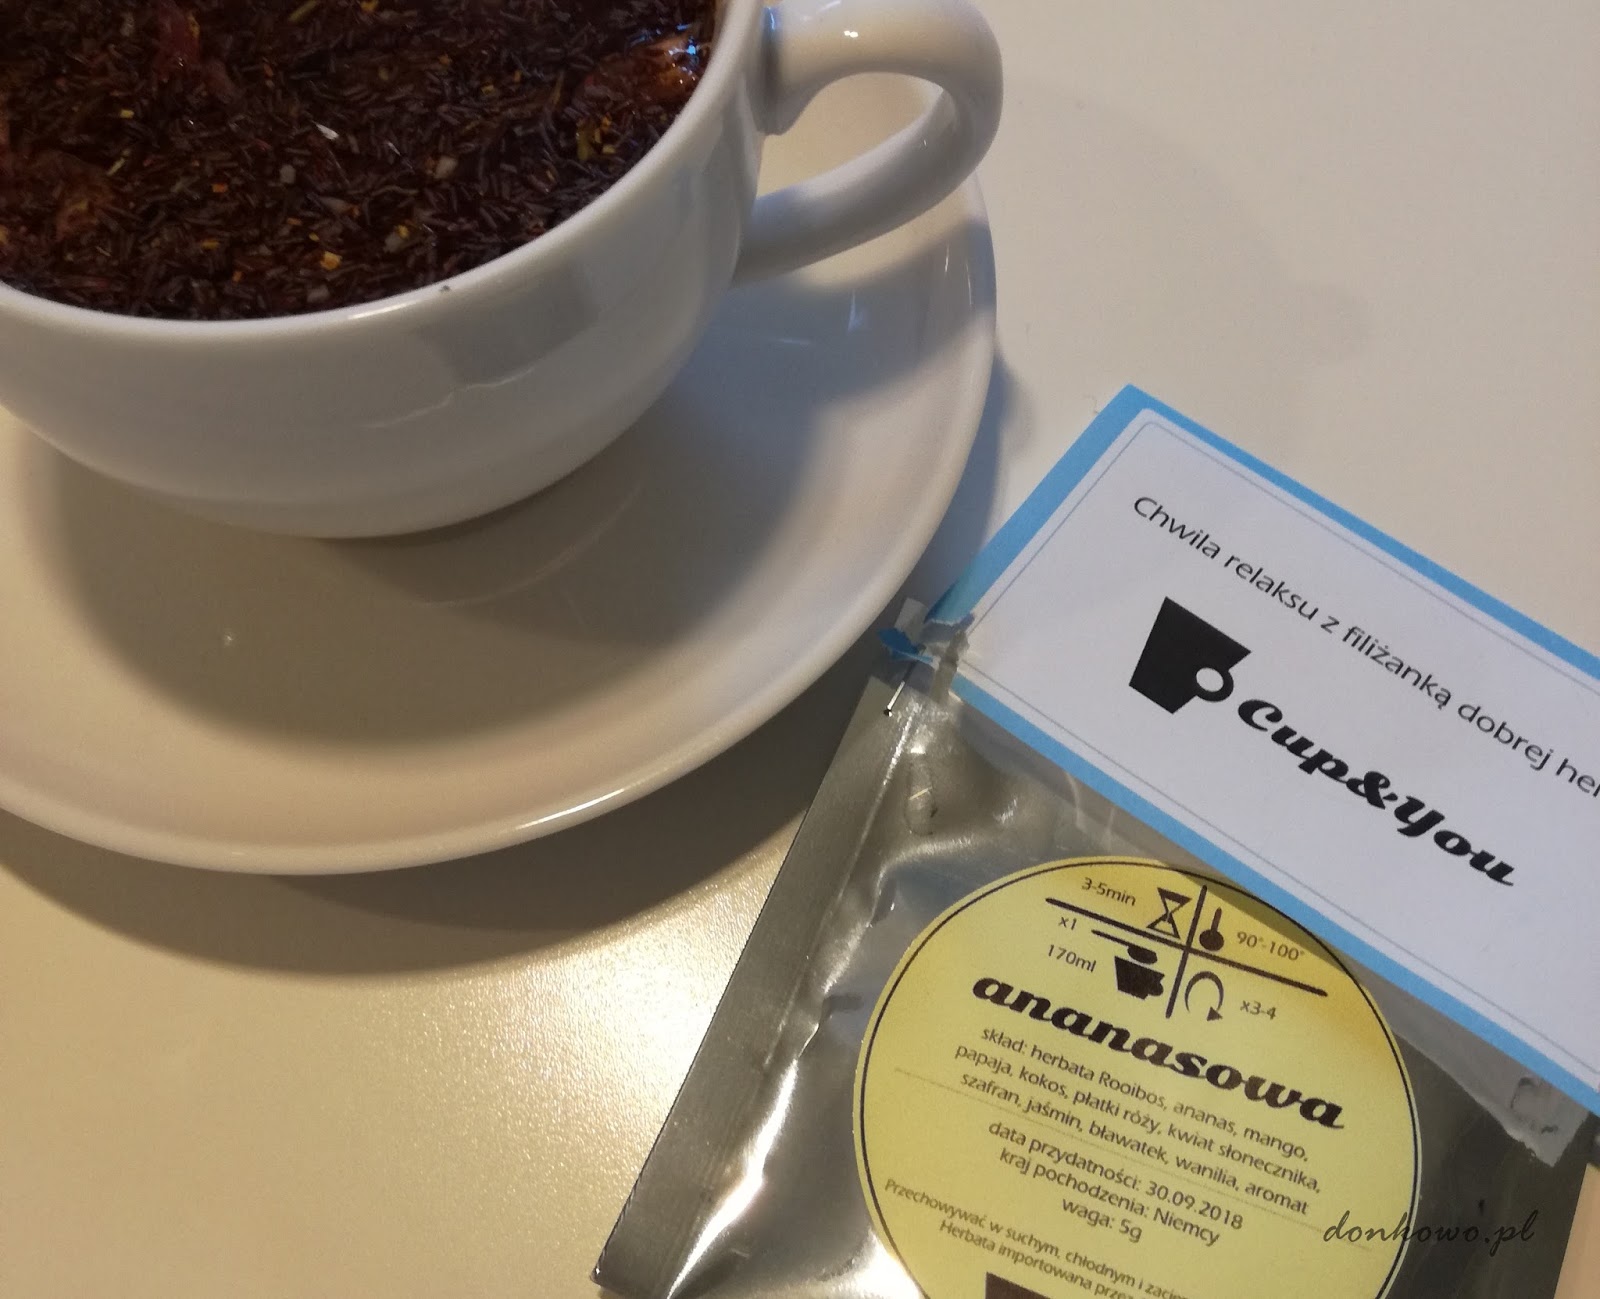 Chwila relaksu z filiżanką dobrej
Cup&You
3-5min
90°-100°
x1
170ml
x3-4
ananasowa
skład: herbata Rooibos, ananas, mango,
papaja, kokos, płatki róży, kwiat słonecznika,
szafran, jaśmin, bławatek, wanilia, aromat
data przydatności: 30.09.2018
kraj pochodzenia: Niemcy
waga: 5g
Przechowywać w suchym, chłodnym i
Herbata importowana przez
donkowo.pl